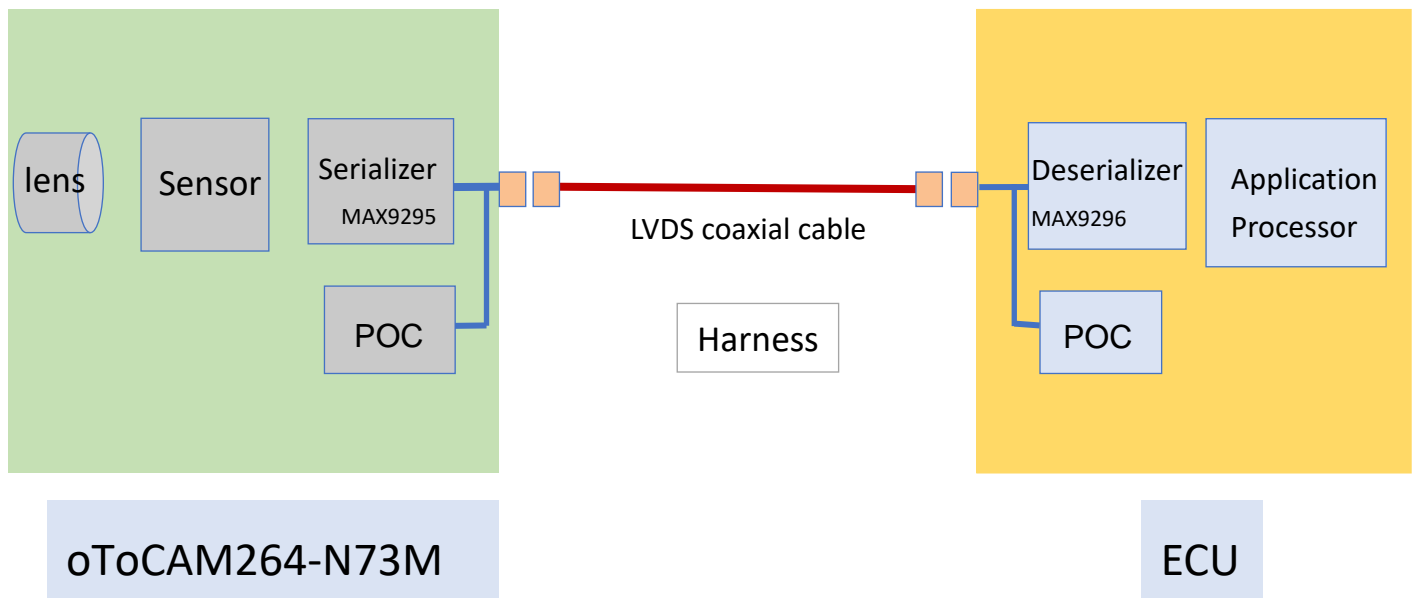 lens
Sensor
Serializer
MAX9295
POC
LVDS coaxial cable
Harness
Deserializer
MAX9296
POC
Application
Processor
oToCAM264-N73M
ECU